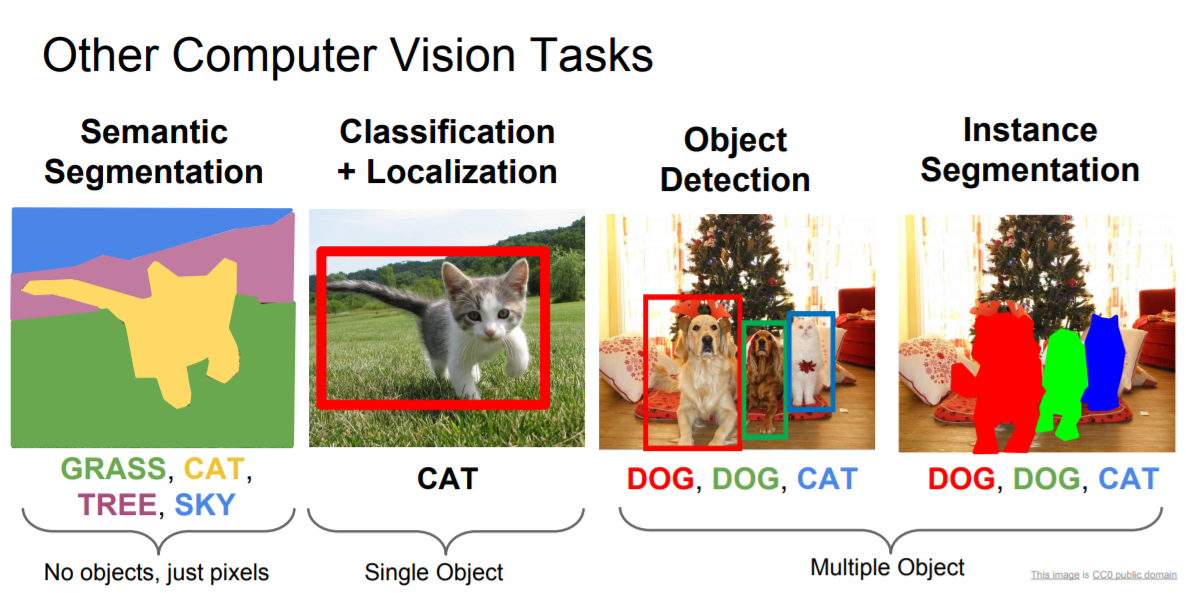 Other Computer Vision Tasks
Semantic
Segmentation
Classification
+ Localization
Object
Detection
Instance
Segmentation
GRASS, CAT,
TREE, SKY
CAT
DOG, DOG, CAT
DOG, DOG, CAT
No objects, just pixels
Single Object
Multiple Object
This image is CC0 public domain